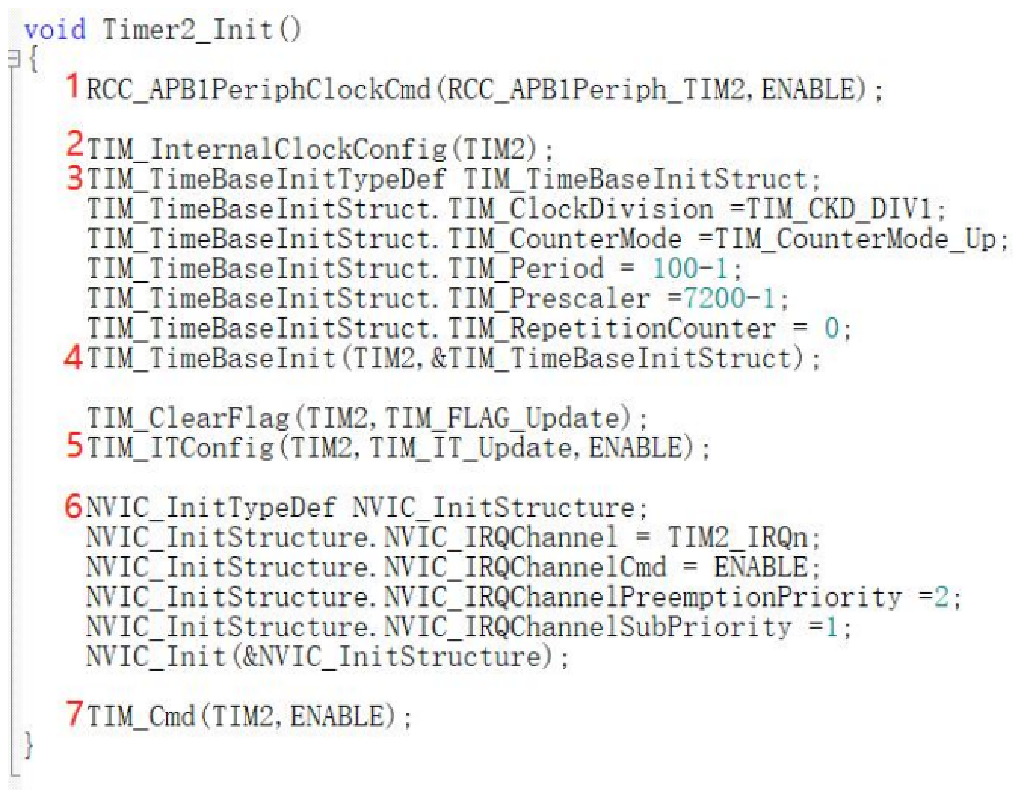 void Timer2_Init()
{
1 RCC_APB1PeriphClockCmd(RCC_APB1Periph_TIM2,ENABLE);
2 TIM_InternalClockConfig(TIM2);
3 TIM_TimeBaseInitTypeDef TIM_TimeBaseInitStruct;
TIM_TimeBaseInitStruct.TIM_ClockDivision =TIM_CKD_DIV1;
TIM_TimeBaseInitStruct.TIM_CounterMode =TIM_CounterMode_Up;
TIM_TimeBaseInitStruct.TIM_Period = 100-1;
TIM_TimeBaseInitStruct.TIM_Prescaler =7200-1;
TIM_TimeBaseInitStruct.TIM_RepetitionCounter = 0;
4 TIM_TimeBaseInit(TIM2,&TIM_TimeBaseInitStruct);
TIM_ClearFlag(TIM2,TIM_FLAG_Update);
5 TIM_ITConfig(TIM2,TIM_IT_Update,ENABLE);
6 NVIC_InitTypeDef NVIC_InitStructure;
NVIC_InitStructure.NVIC_IRQChannel = TIM2_IRQn;
NVIC_InitStructure.NVIC_IRQChannelCmd = ENABLE;
NVIC_InitStructure.NVIC_IRQChannelPreemptionPriority =2;
NVIC_InitStructure.NVIC_IRQChannelSubPriority =1;
NVIC_Init(&NVIC_InitStructure);
7 TIM_Cmd(TIM2,ENABLE);
}